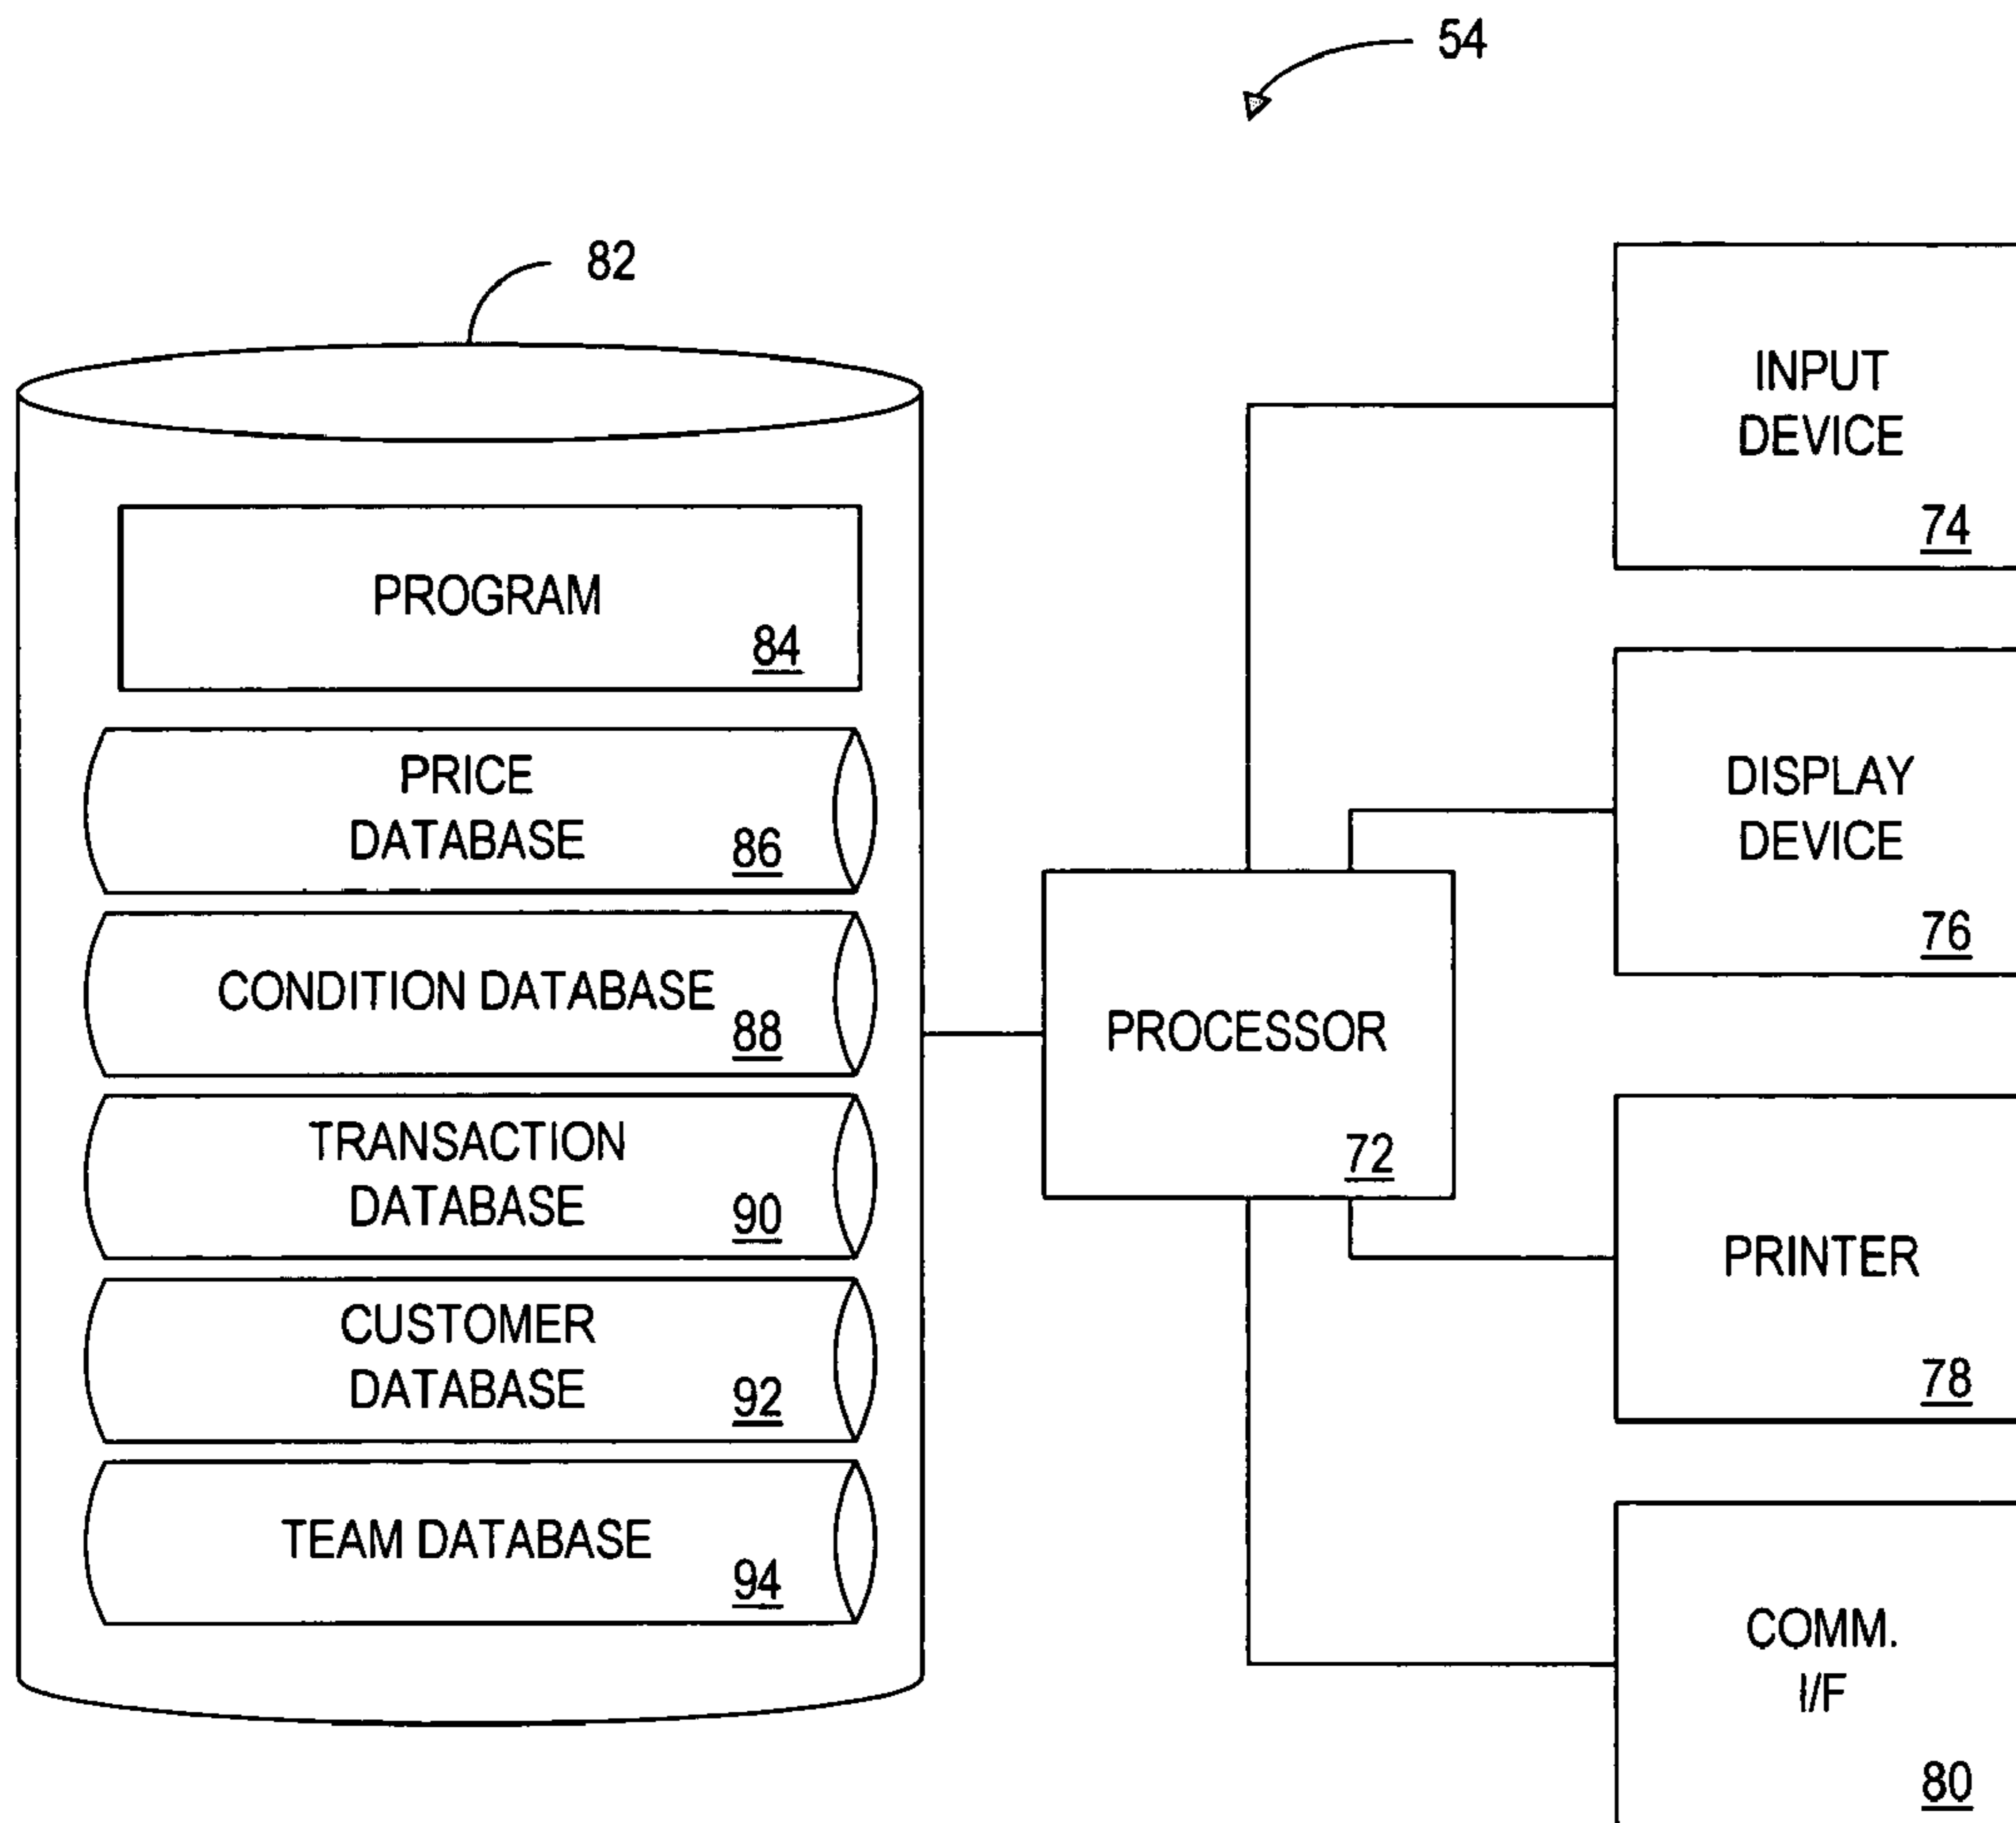 54
82
PROGRAM
84
PRICE
DATABASE
86
CONDITION DATABASE
88
TRANSACTION
DATABASE
90
CUSTOMER
DATABASE
92
TEAM DATABASE
94
PROCESSOR
72
INPUT
DEVICE
74
DISPLAY
DEVICE
76
PRINTER
78
COMM.
I/F
80